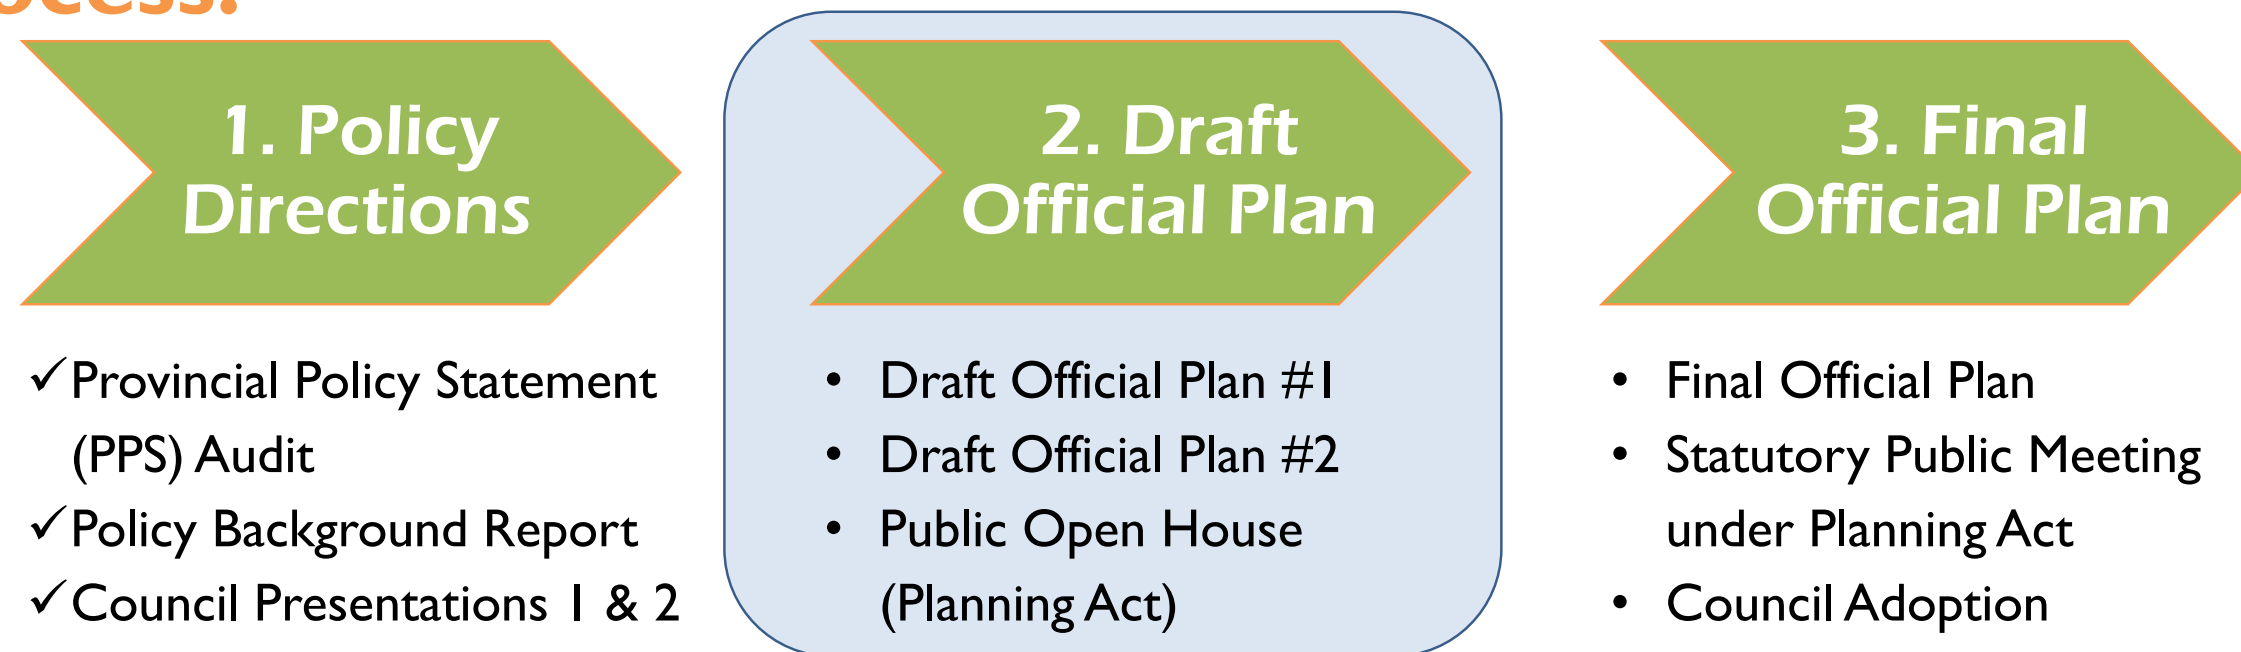 1. Policy
Directions
✓Provincial Policy Statement
(PPS) Audit
✓Policy Background Report
✓Council Presentations 1 & 2
2. Draft
Official Plan
• Draft Official Plan #1
• Draft Official Plan #2
• Public Open House
(Planning Act)
3. Final
Official Plan
• Final Official Plan
• Statutory Public Meeting
under Planning Act
• Council Adoption